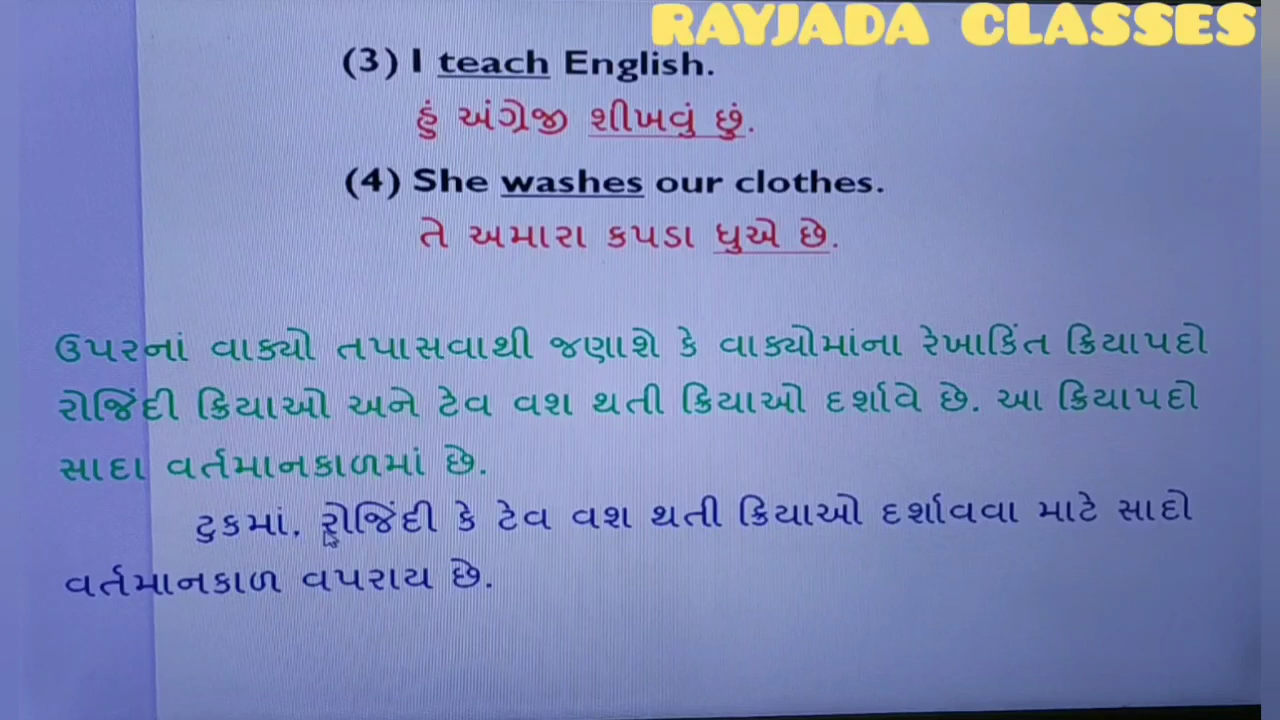 RAYJADA CLASSES
(3) I teach English.
હું અંગ્રેજી શીખવું છું.
(4) She washes our clothes.
તે અમારા કપડા ધુએ છે.
ઉપરનાં વાક્યો તપાસવાથી જણાશે કે વાક્યોમાંના રેખાકિંત ક્રિયાપદો
રોજિંદી ક્રિયાઓ અને ટેવ વશ થતી ક્રિયાઓ દર્શાવે છે. આ ક્રિયાપદો
સાદા વર્તમાનકાળમાં છે.
ટુકમાં, રોજિંદી કે ટેવ વશ થતી ક્રિયાઓ દર્શાવવા માટે સાદો
વર્તમાનકાળ વપરાય છે.